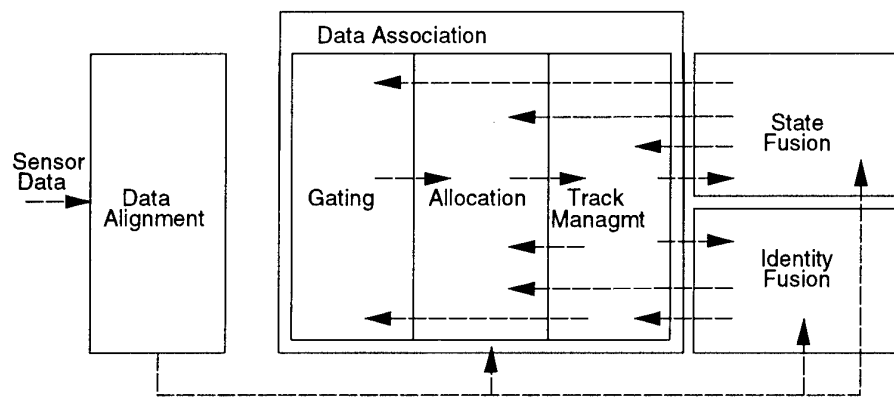 Data Association
Sensor
Data
Data
Alignment
Gating
Allocation
Track
Managmt
State
Fusion
Identity
Fusion